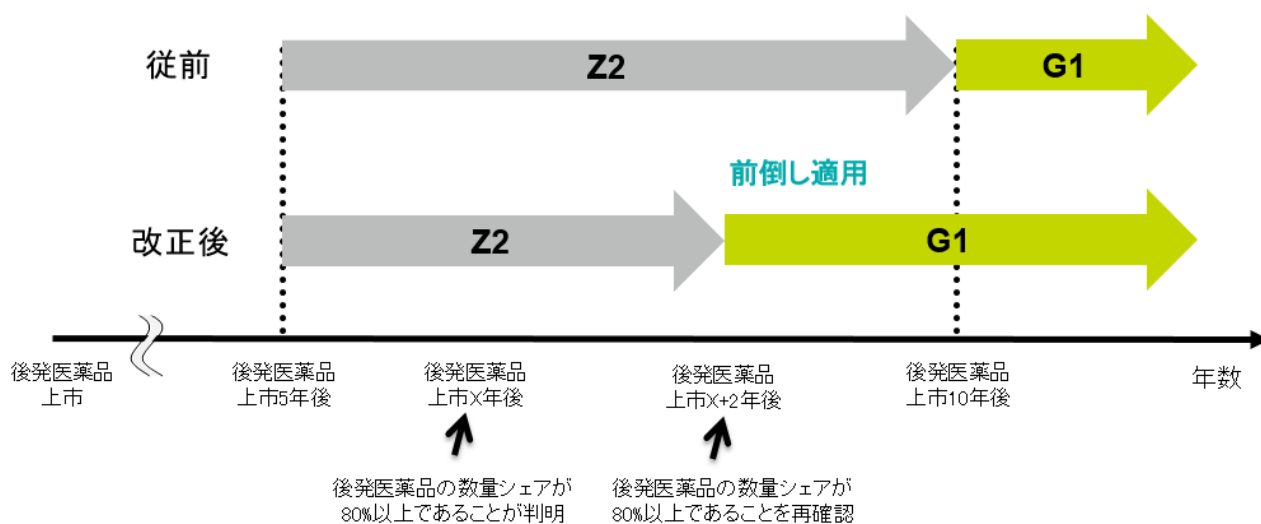 従前
Z2
G1
前倒し適用
改正後
Z2
G1
後発医薬品
上市
後発医薬品
上市5年後
後発医薬品
上市X年後
後発医薬品
上市X+2年後
後発医薬品
上市10年後
年数
後発医薬品の数量シェアが
80%以上であることが判明
後発医薬品の数量シェアが
80%以上であることを再確認